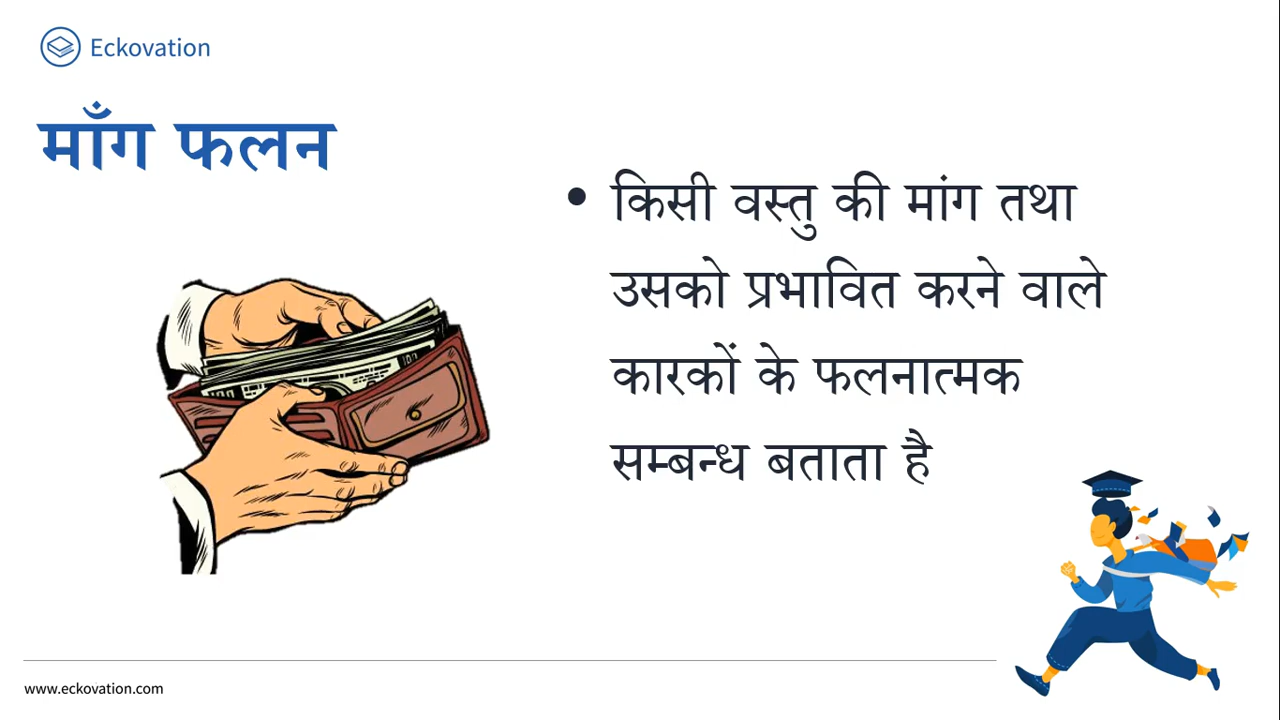 Eckovation
माँग फलन
• किसी वस्तु की मांग तथा
उसको प्रभावित करने वाले
कारकों के फलनात्मक
सम्बन्ध बताता है
www.eckovation.com